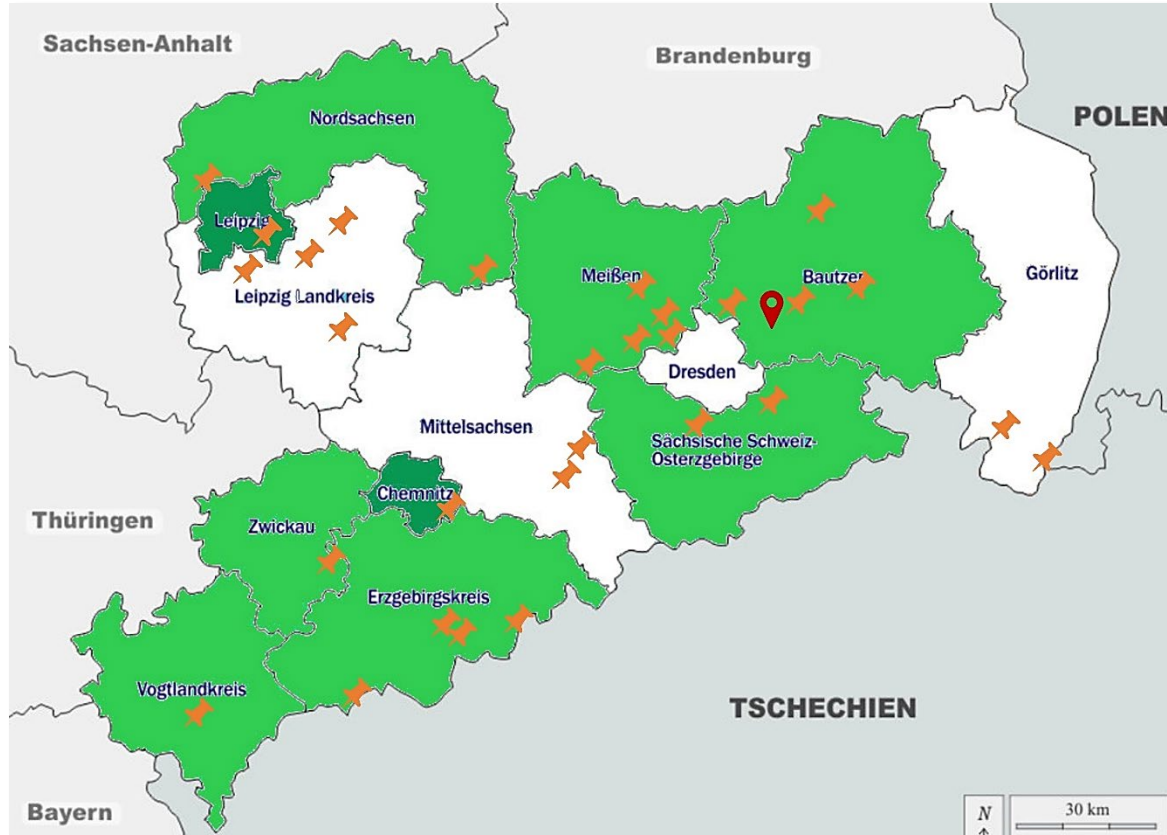 Sachsen-Anhalt
Brandenburg
POLEN
Nordsachsen
Leipzig
Leipzig Landkreis
Meißen
Bautzen
Görlitz
Dresden
Mittelsachsen
Sächsische Schweiz-
Osterzgebirge
Chemnitz
Thüringen
Zwickau
Erzgebirgskreis
Vogtlandkreis
TSCHECHIEN
Bayern
N
30 km